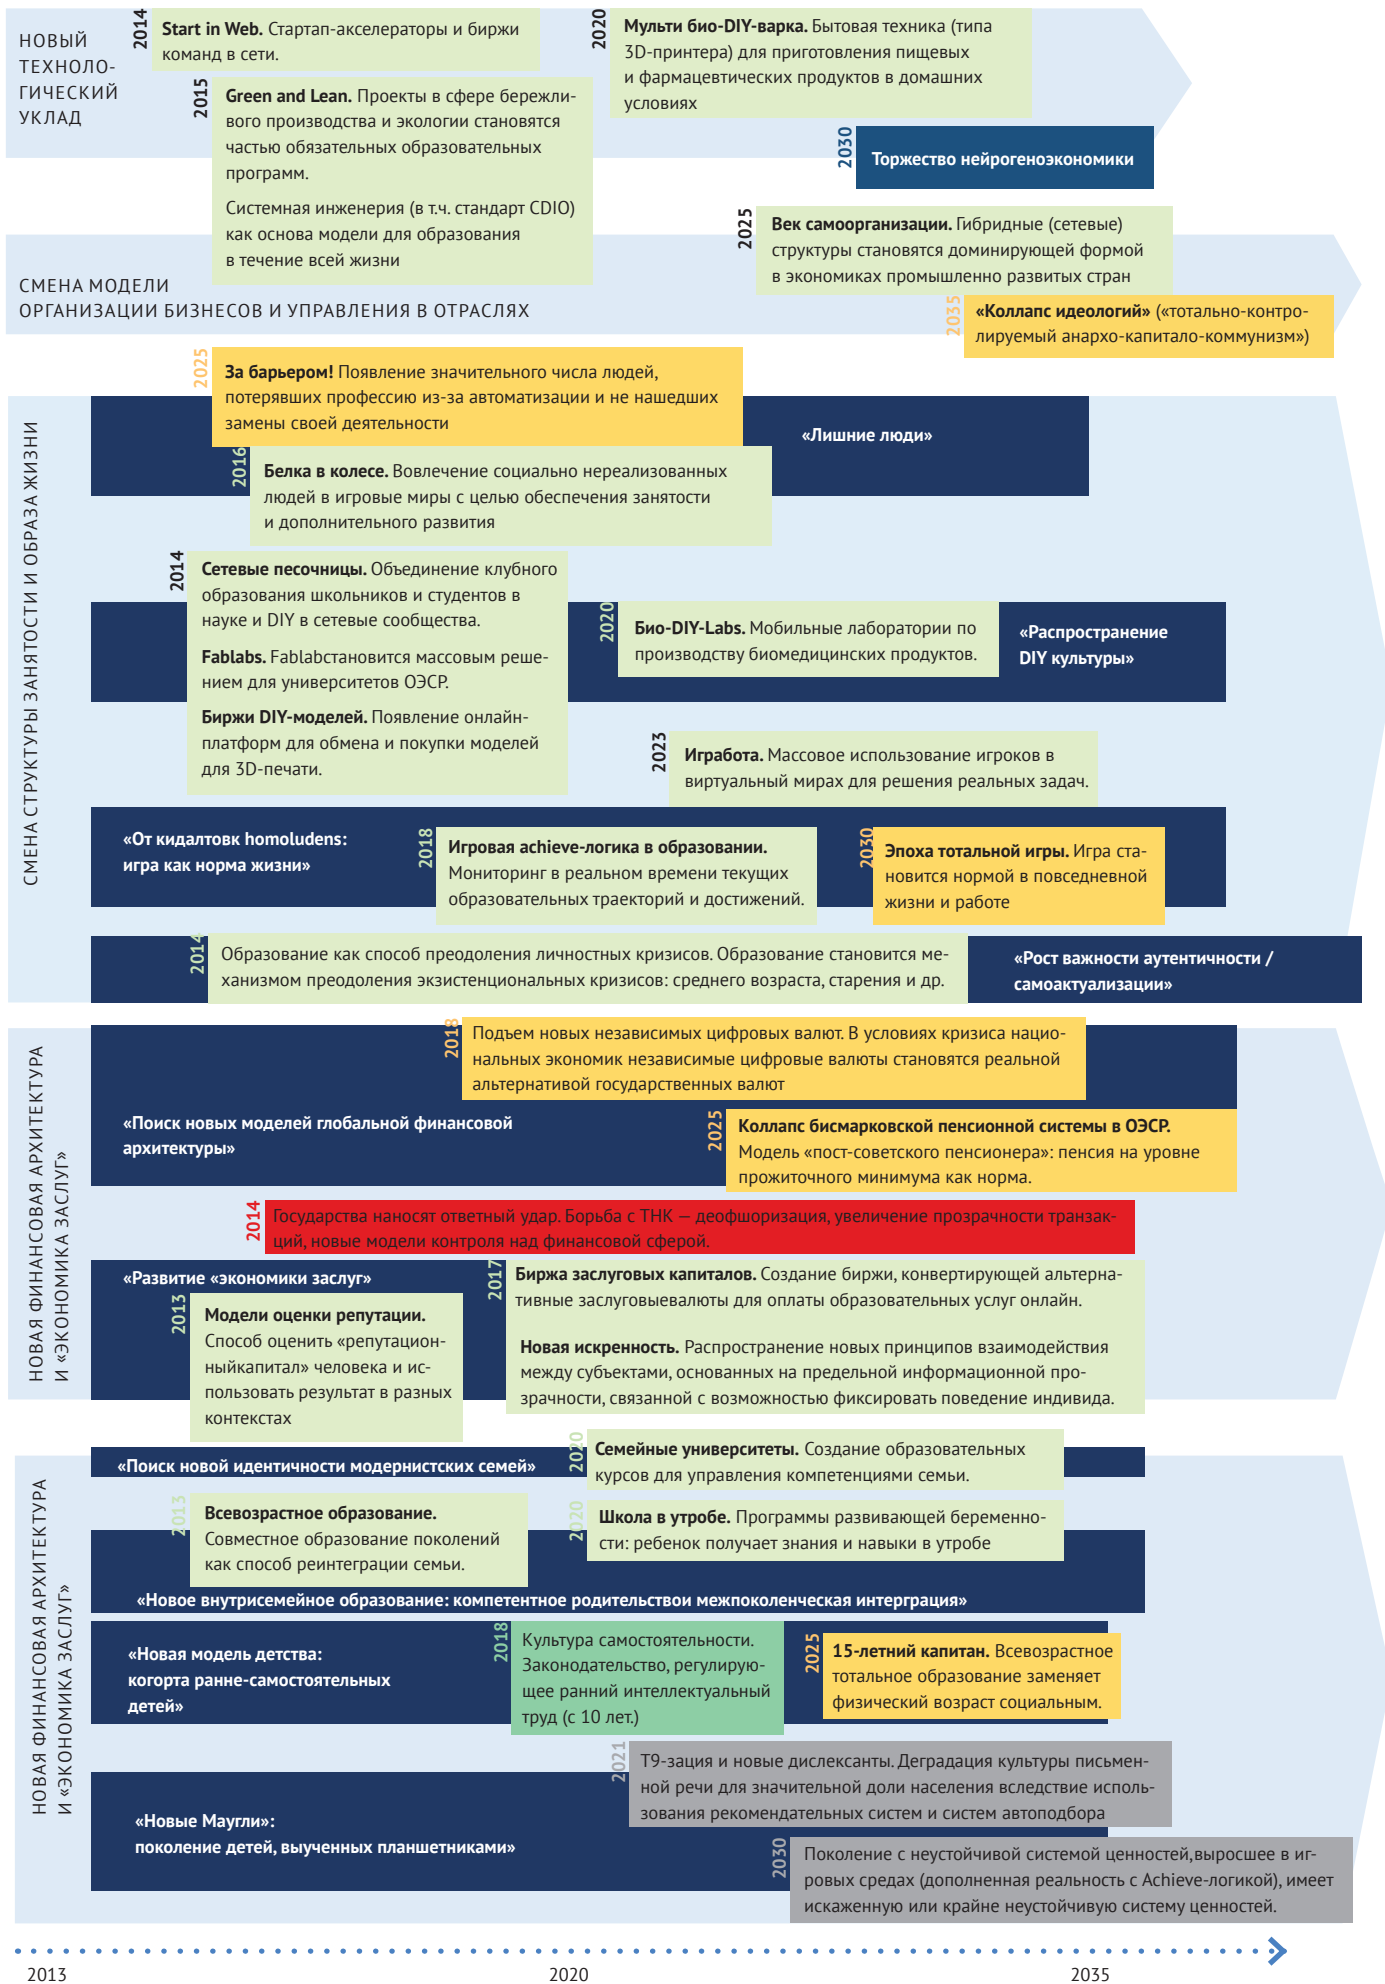 НОВЫЙ
ТЕХНОЛО-
ГИЧЕСКИЙ
УКЛАД
2014
Start in Web. Стартап-акселераторы и биржи
команд в сети.
2015
Green and Lean. Проекты в сфере бережли-
вого производства и экологии становятся
частью обязательных образовательных
программ.
Системная инженерия (в т.ч. стандарт CDIO)
как основа модели для образования
в течение всей жизни
2020
Мульти био-DIY-варка. Бытовая техника (типа
3D-принтера) для приготовления пищевых
и фармацевтических продуктов в домашних
условиях
2030
Торжество нейрогеноэкономики
СМЕНА МОДЕЛИ
ОРГАНИЗАЦИИ БИЗНЕСОВ И УПРАВЛЕНИЯ В ОТРАСЛЯХ
2025
Век самоорганизации. Гибридные (сетевые)
структуры становятся доминирующей формой
в экономиках промышленно развитых стран
2035
«Коллапс идеологий» («тотально-контро-
лируемый анархо-капитало-коммунизм»)
СМЕНА СТРУКТУРЫ ЗАНЯТОСТИ И ОБРАЗА ЖИЗНИ
2025
За барьером! Появление значительного числа людей,
потерявших профессию из-за автоматизации и не нашедших
замены своей деятельности
«Лишние люди»
2016
Белка в колесе. Вовлечение социально нереализованных
людей в игровые миры с целью обеспечения занятости
и дополнительного развития
2014
Сетевые песочницы. Объединение клубного
образования школьников и студентов в
науке и DIY в сетевые сообщества.
Fablabs. Fablabстановится массовым реше-
нием для университетов ОЭСР.
Биржи DIY-моделей. Появление онлайн-
платформ для обмена и покупки моделей
для 3D-печати.
2020
Био-DIY-Labs. Мобильные лаборатории по
производству биомедицинских продуктов.
«Распространение
DIY культуры»
2023
Игработа. Массовое использование игроков в
виртуальный мирах для решения реальных задач.
«От кидалтовк homoludens:
игра как норма жизни»
2018
Игровая achieve-логика в образовании.
Мониторинг в реальном времени текущих
образовательных траекторий и достижений.
2030
Эпоха тотальной игры. Игра ста-
новится нормой в повседневной
жизни и работе
2014
Образование как способ преодоления личностных кризисов. Образование становится ме-
ханизмом преодоления экзистенциональных кризисов: среднего возраста, старения и др.
«Рост важности аутентичности /
самоактуализации»
НОВАЯ ФИНАНСОВАЯ АРХИТЕКТУРА
И «ЭКОНОМИКА ЗАСЛУГ»
2018
Подъем новых независимых цифровых валют. В условиях кризиса нацио-
нальных экономик независимые цифровые валюты становятся реальной
альтернативой государственных валют
«Поиск новых моделей глобальной финансовой
архитектуры»
2025
Коллапс бисмарковской пенсионной системы в ОЭСР.
Модель «пост-советского пенсионера»: пенсия на уровне
прожиточного минимума как норма.
2014
Государства наносят ответный удар. Борьба с ТНК — деофшоризация, увеличение прозрачности транзак-
ций, новые модели контроля над финансовой сферой.
«Развитие «экономики заслуг»
2013
Модели оценки репутации.
Способ оценить «репутацион-
ныйкапитал» человека и ис-
пользовать результат в разных
контекстах
2017
Биржа заслуговых капиталов. Создание биржи, конвертирующей альтерна-
тивные заслуговыевалюты для оплаты образовательных услуг онлайн.
Новая искренность. Распространение новых принципов взаимодействия
между субъектами, основанных на предельной информационной про-
зрачности, связанной с возможностью фиксировать поведение индивида.
НОВАЯ ФИНАНСОВАЯ АРХИТЕКТУРА
И «ЭКОНОМИКА ЗАСЛУГ»
«Поиск новой идентичности модернистских семей»
2020
Семейные университеты. Создание образовательных
курсов для управления компетенциями семьи.
2013
Всевозрастное образование.
Совместное образование поколений
как способ реинтеграции семьи.
2020
Школа в утробе. Программы развивающей беременно-
сти: ребенок получает знания и навыки в утробе
«Новое внутрисемейное образование: компетентное родительствои межпоколенческая интерграция»
«Новая модель детства:
когорта ранне-самостоятельных
детей»
2018
Культура самостоятельности.
Законодательство, регулирую-
щее ранний интеллектуальный
труд (с 10 лет.)
2025
15-летний капитан. Всевозрастное
тотальное образование заменяет
физический возраст социальным.
2021
Т9-зация и новые дислексанты. Деградация культуры письмен-
ной речи для значительной доли населения вследствие исполь-
зования рекомендательных систем и систем автоподбора
«Новые Маугли»:
поколение детей, выученных планшетниками»
2030
Поколение с неустойчивой системой ценностей,выросшее в иг-
ровых средах (дополненная реальность с Achieve-логикой), имеет
искаженную или крайне неустойчивую систему ценностей.
2013
2020
2035